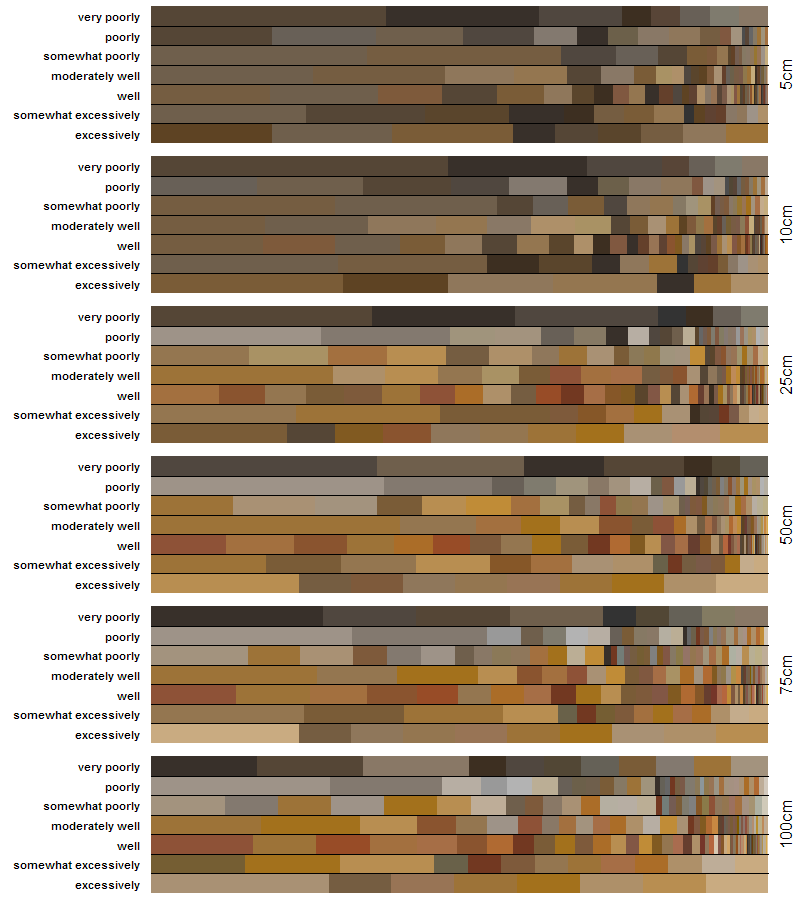 very poorly
poorly
somewhat poorly
moderately well
well
somewhat excessively
excessively
5cm
very poorly
poorly
somewhat poorly
moderately well
well
somewhat excessively
excessively
10cm
very poorly
poorly
somewhat poorly
moderately well
well
somewhat excessively
excessively
25cm
very poorly
poorly
somewhat poorly
moderately well
well
somewhat excessively
excessively
50cm
very poorly
poorly
somewhat poorly
moderately well
well
somewhat excessively
excessively
75cm
very poorly
poorly
somewhat poorly
moderately well
well
somewhat excessively
excessively
100cm